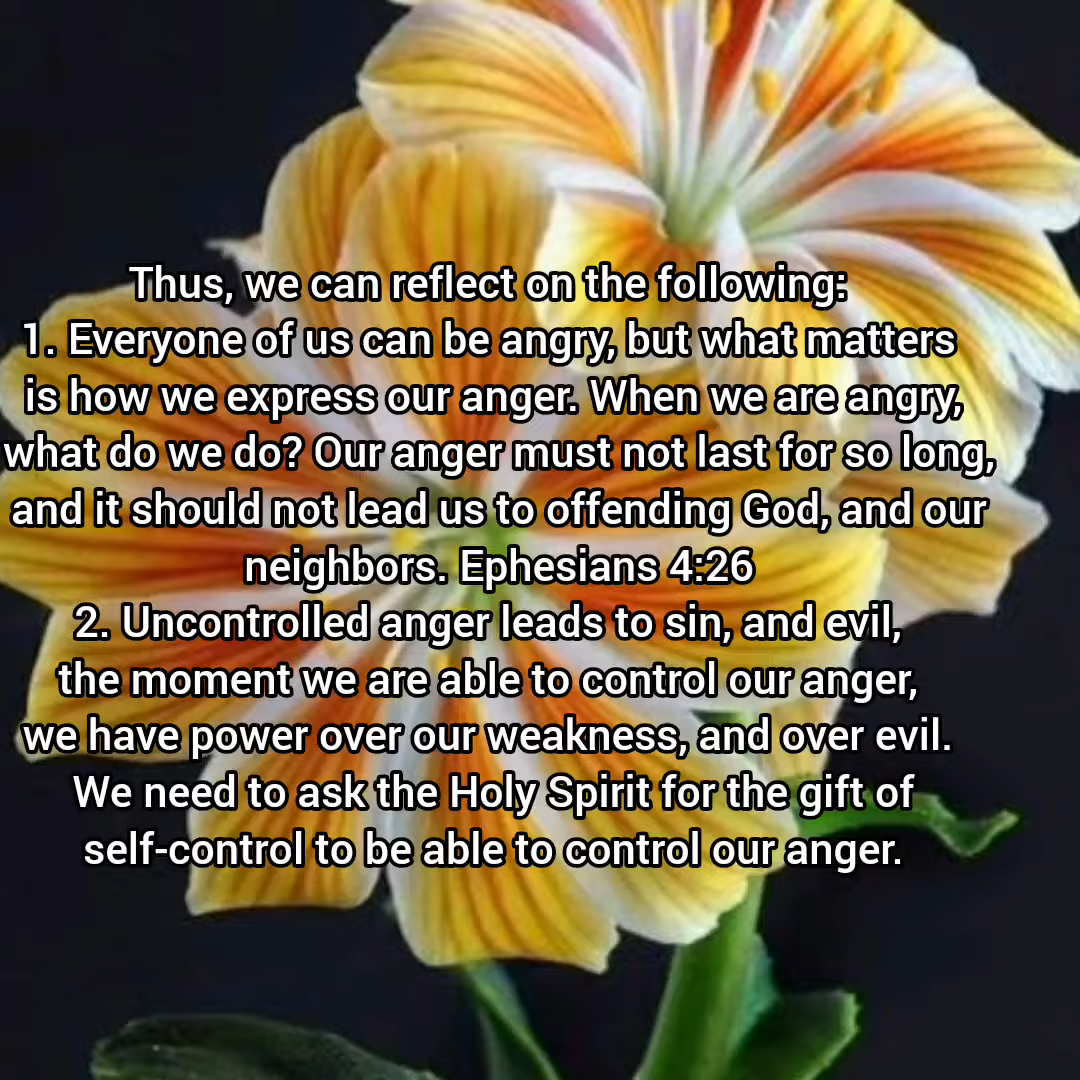 Thus, we can reflect on the following:
1. Everyone of us can be angry, but what matters
is how we express our anger. When we are angry,
what do we do? Our anger must not last for so long,
and it should not lead us to offending God, and our
neighbors. Ephesians 4:26
2. Uncontrolled anger leads to sin, and evil,
the moment we are able to control our anger,
we have power over our weakness, and over evil.
We need to ask the Holy Spirit for the gift of
self-control to be able to control our anger.